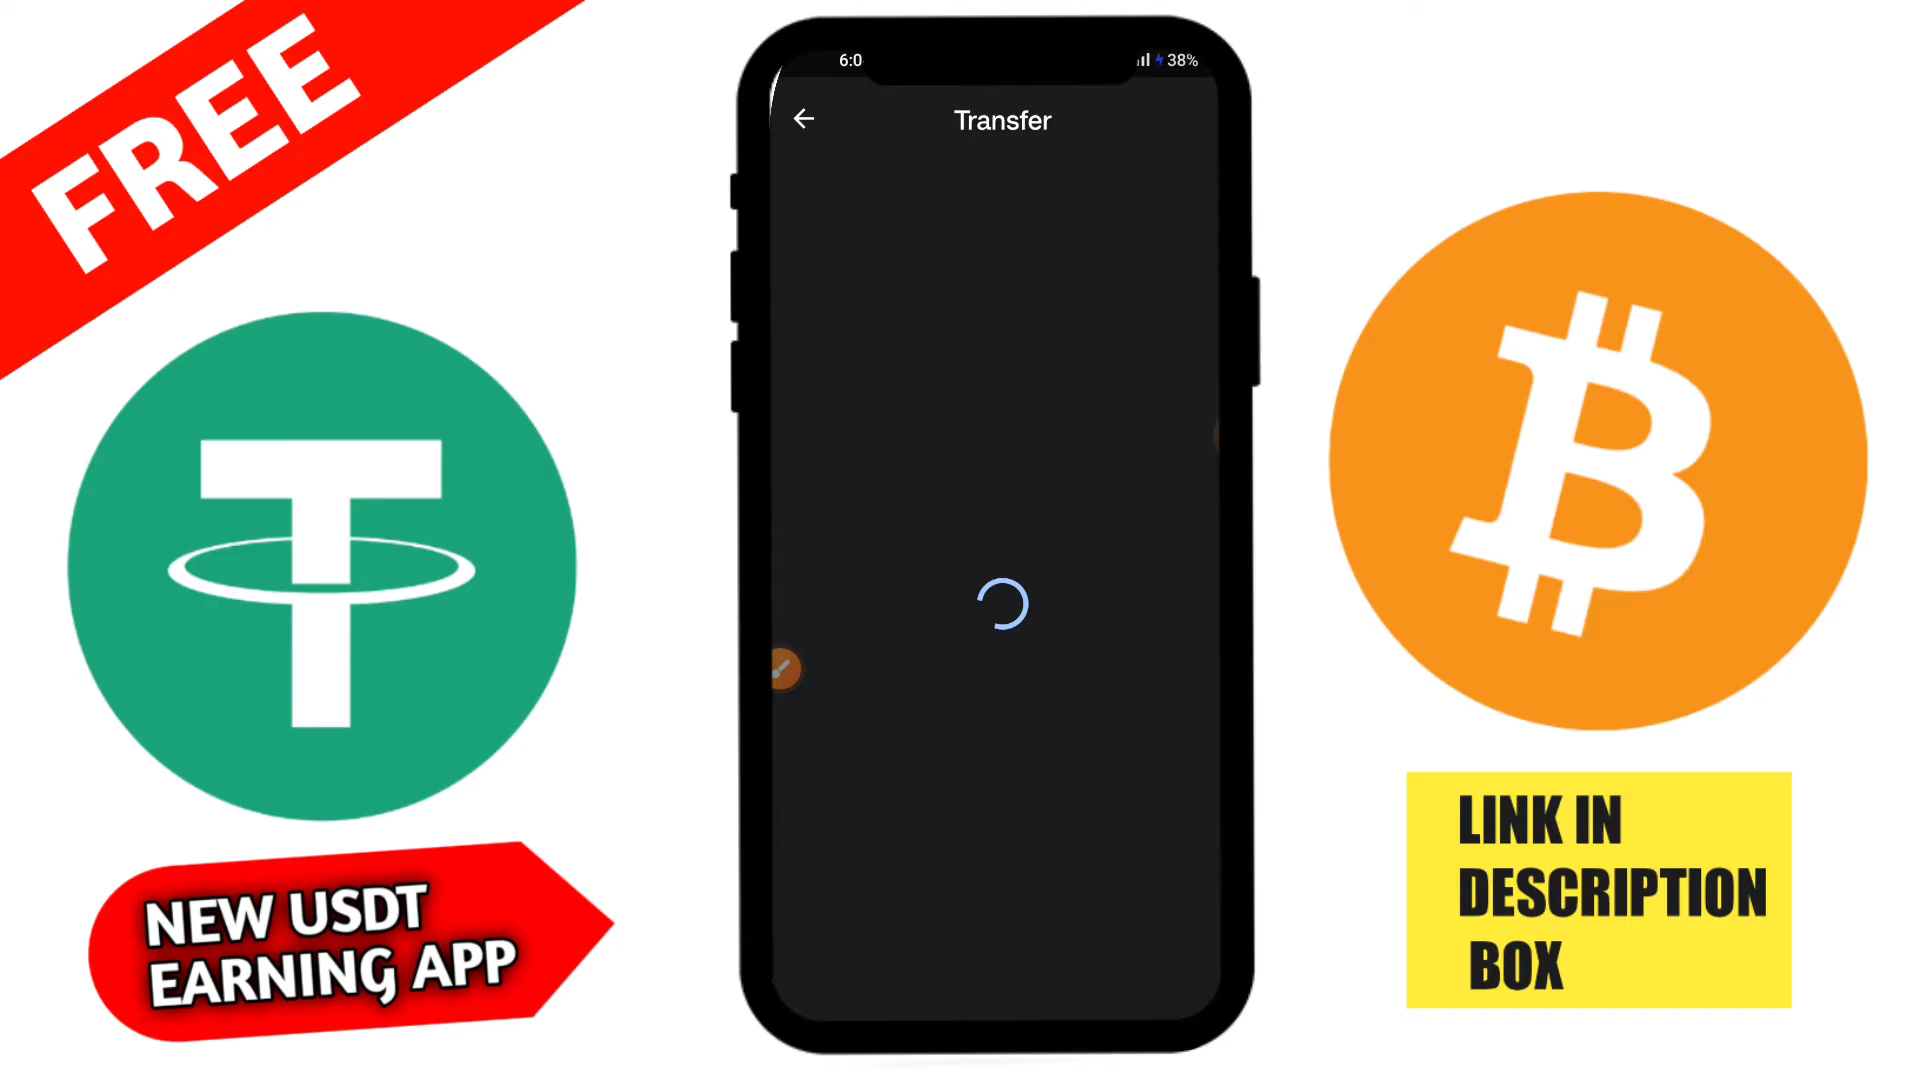 FREE
6:0
38%
Transfer
NEW USDT
EARNING APP
LINK IN
DESCRIPTION
BOX